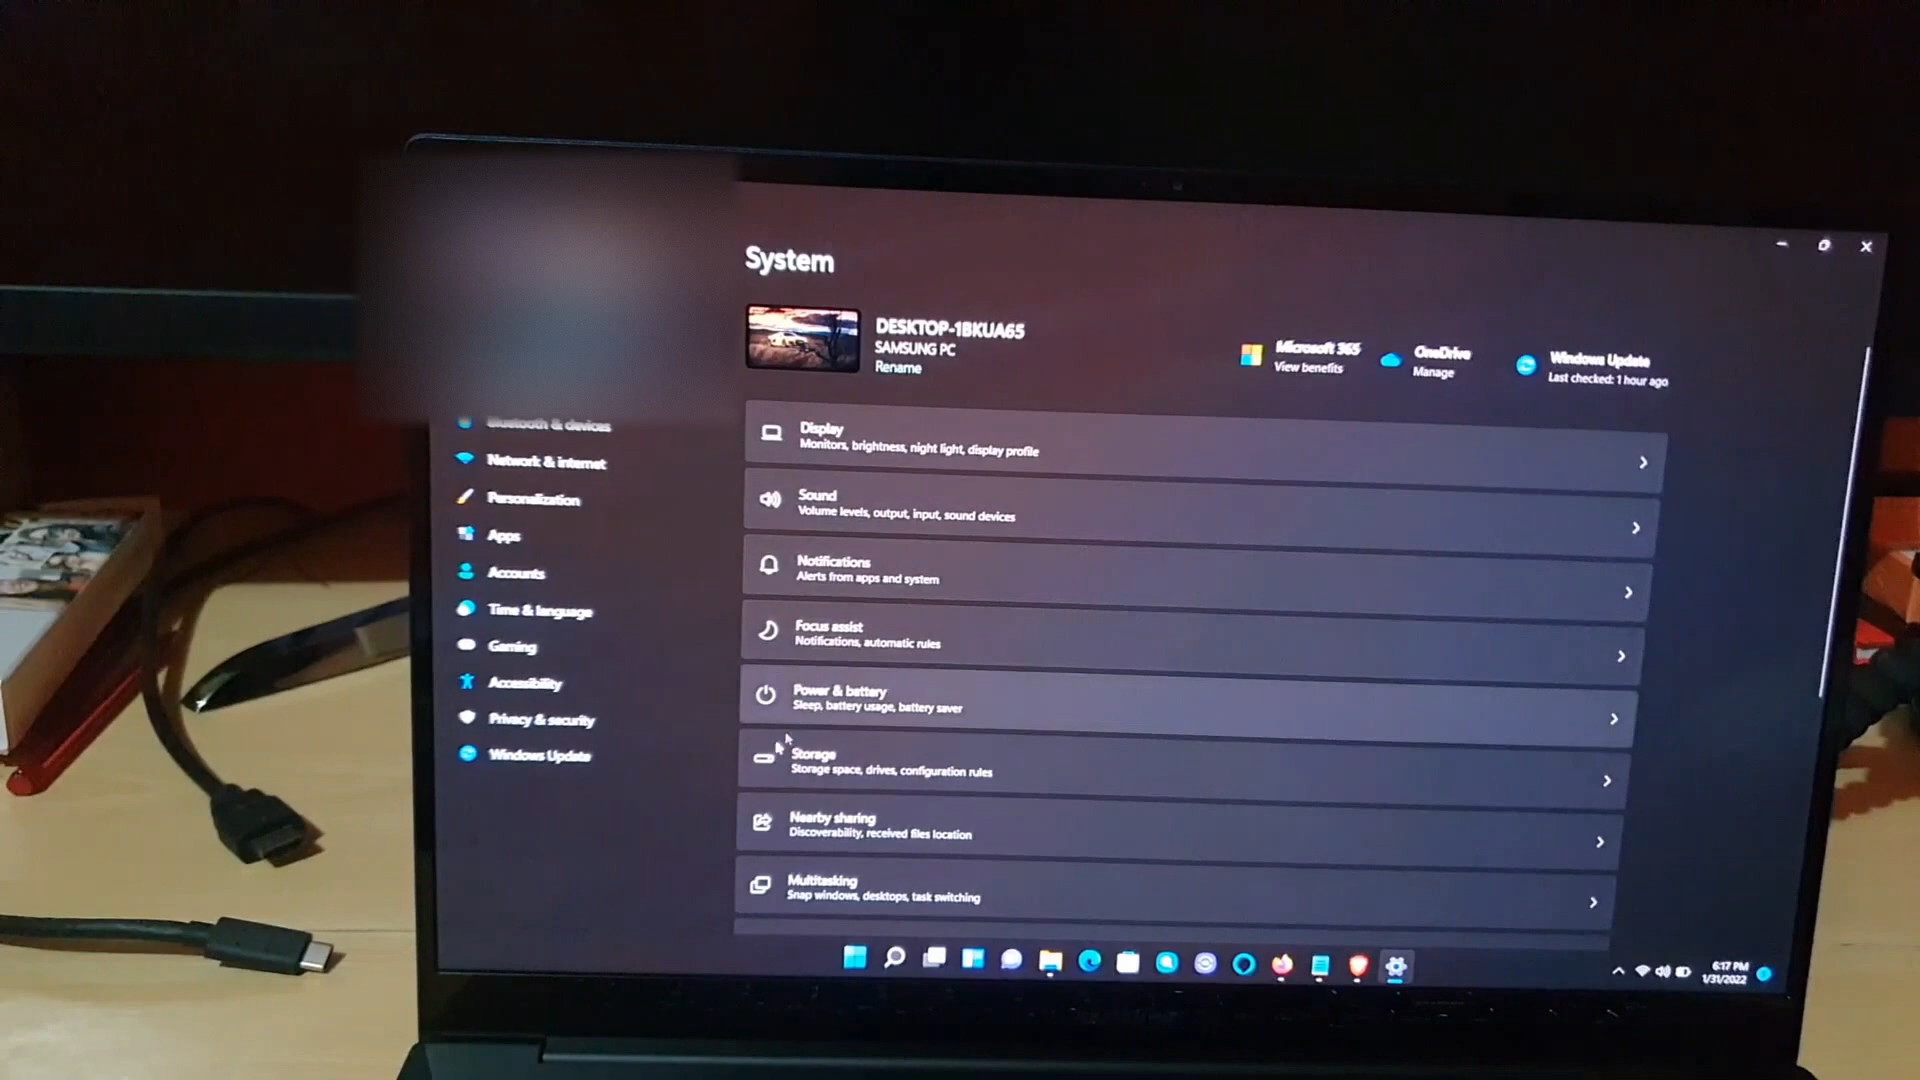 System
DESKTOP-1BKUA65
SAMSUNG PC
Rename
Microsoft 365
View benefits
OneDrive
Manage
Windows Update
Last checked: 1 hour ago
Bluetooth & devices
Network & internet
Personalization
Apps
Accounts
Time & language
Gaming
Accessibility
Privacy & security
Windows Update
Display
Monitors, brightness, night light, display profile
Sound
Volume levels, output, input, sound devices
Notifications
Alerts from apps and system
Focus assist
Notifications, automatic rules
Power & battery
Sleep, battery usage, battery saver
Storage
Storage space, drives, configuration rules
Nearby sharing
Discoverability, received files location
Multitasking
Snap windows, desktops, task switching
6:17 PM
1/31/2022